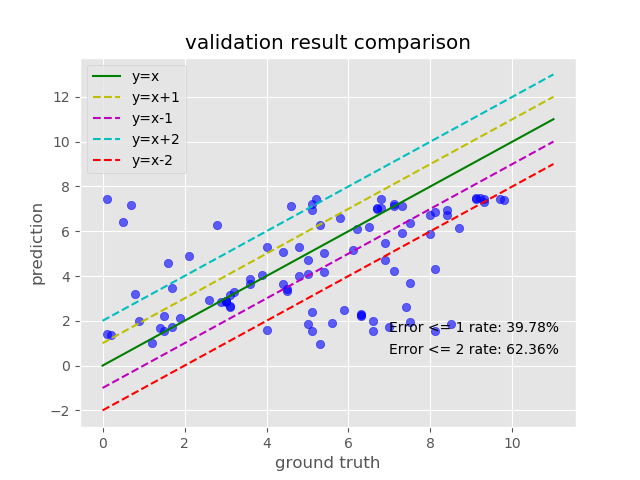 validation result comparison
y=x
y=x+1
y=x-1
y=x+2
y=x-2
12
10
8
6
4
2
0
−2
prediction
Error <= 1 rate: 39.78%
Error <= 2 rate: 62.36%
0 2 4 6 8 10
ground truth